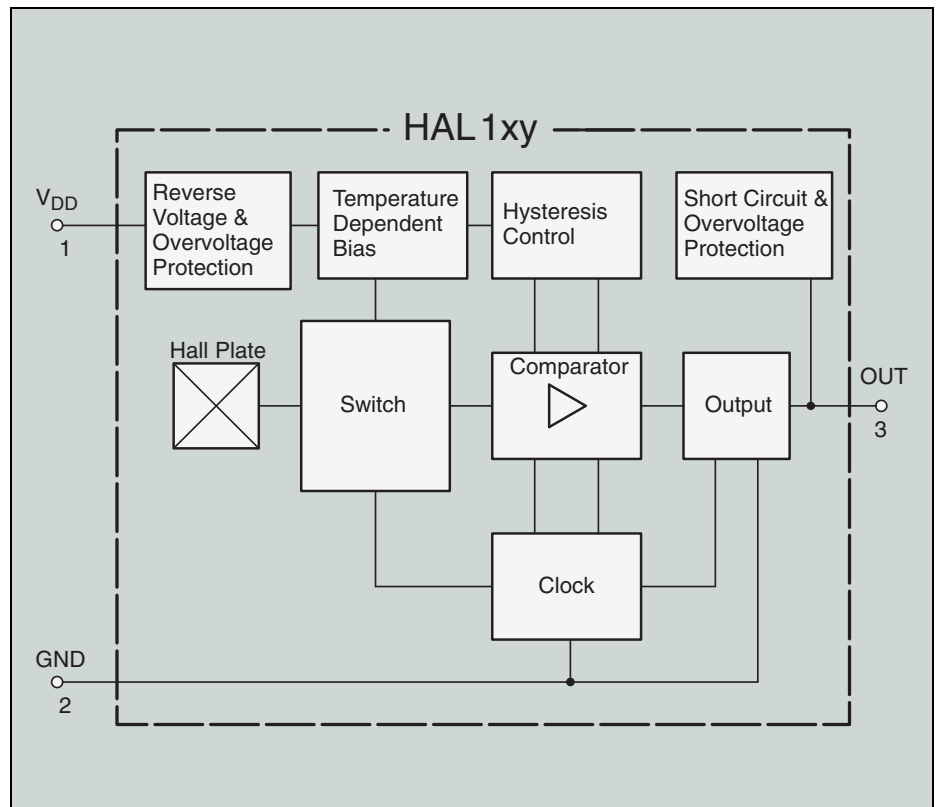 HAL 1xy
VDD
1
Reverse
Voltage &
Overvoltage
Protection
Temperature
Dependent
Bias
Hysteresis
Control
Short Circuit &
Overvoltage
Protection
Hall Plate
Switch
Comparator
Output
OUT
3
Clock
GND
2